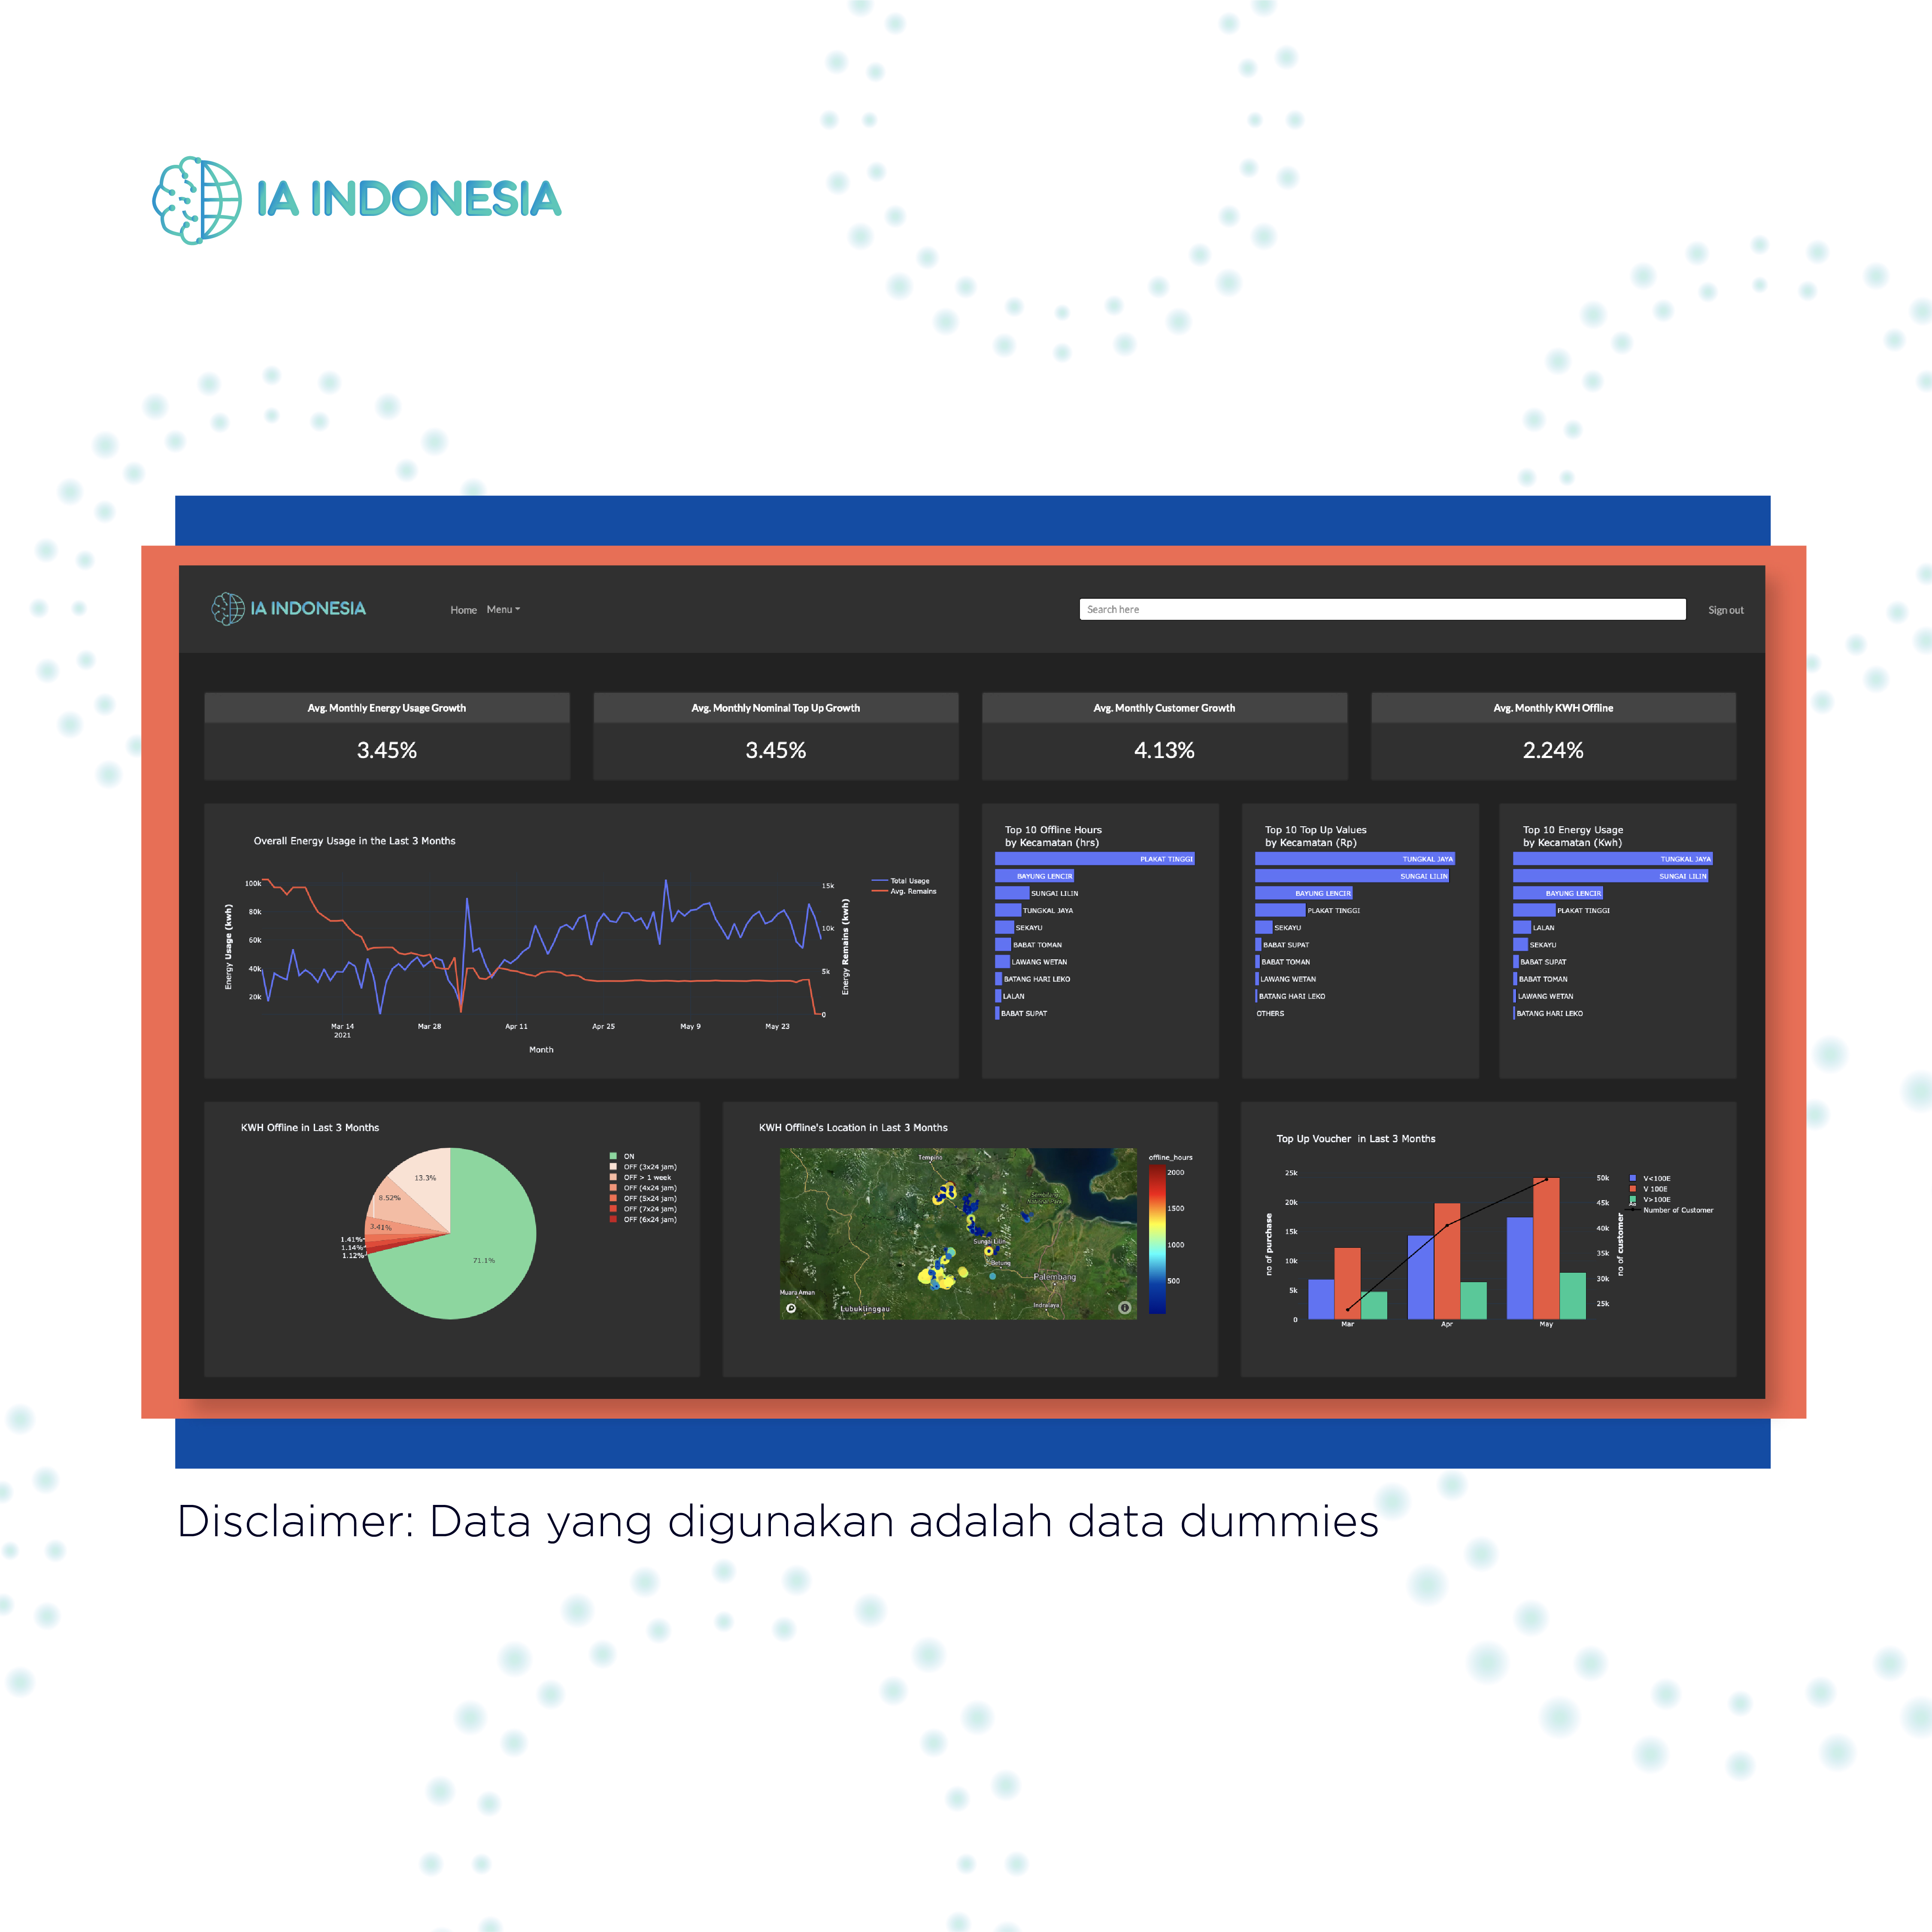 IA INDONESIA
IA INDONESIA
Home Menu
Search here
Sign out
Avg. Monthly Energy Usage Growth
3.45%
Avg. Monthly Nominal Top Up Growth
3.45%
Avg. Monthly Customer Growth
4.13%
Avg. Monthly KWH Offline
2.24%
Overall Energy Usage in the Last 3 Months
Energy Usage (kwh)
100k
80k
60k
40k
20k
15k
10k
5k
0
Energy Remains (kwh)
Total Usage
Avg. Remains
Mar 14
2021
Mar 28
Apr 11
Apr 25
May 9
May 23
Month
Top 10 Offline Hours
by Kecamatan (hrs)
PLAKAT TINGGI
BAYUNG LENCIR
SUNGAI LILIN
TUNGKAL JAYA
SEKAYU
BABAT TOMAN
LAWANG WETAN
BATANG HARI LEKO
LALAN
BABAT SUPAT
Top 10 Top Up Values
by Kecamatan (Rp)
TUNGKAL JAYA
SUNGAI LILIN
BAYUNG LENCIR
PLAKAT TINGGI
SEKAYU
BABAT SUPAT
BABAT TOMAN
LAWANG WETAN
BATANG HARI LEKO
OTHERS
Top 10 Energy Usage
by Kecamatan (Kwh)
TUNGKAL JAYA
SUNGAI LILIN
BAYUNG LENCIR
PLAKAT TINGGI
LALAN
SEKAYU
BABAT SUPAT
BABAT TOMAN
LAWANG WETAN
BATANG HARI LEKO
KWH Offline in Last 3 Months
13.3%
8.52%
3.41%
1.41%
1.14%
1.12%
71.1%
ON
OFF (3x24 jam)
OFF > 1 week
OFF (4x24 jam)
OFF (5x24 jam)
OFF (7x24 jam)
OFF (6x24 jam)
KWH Offline's Location in Last 3 Months
Tempino
Sungai Lilin
Betung
Palembang
Muara Aman
Lubuklinggau
Indralaya
offline_hours
2000
1500
1000
500
Top Up Voucher in Last 3 Months
no of purchase
25k
20k
15k
10k
5k
0
Mar
Apr
May
50k
45k
40k
35k
30k
25k
no of customer
V<100E
V 100E
V>100E
Number of Customer
Disclaimer: Data yang digunakan adalah data dummies